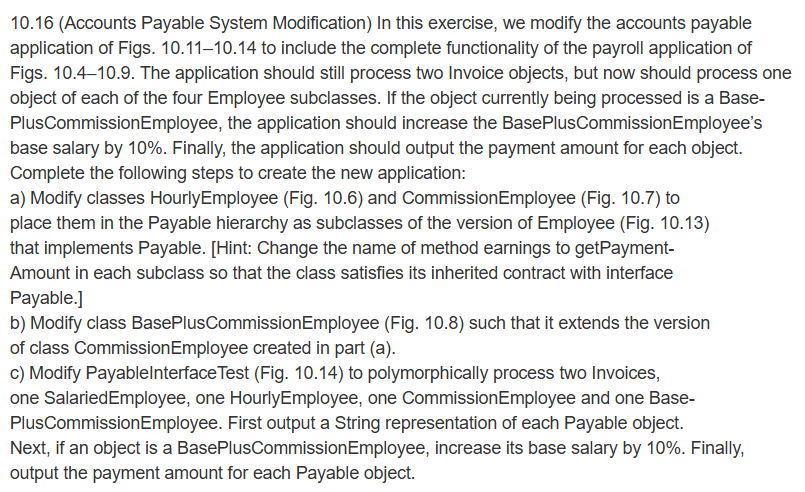 10.16 (Accounts Payable System Modification) In this exercise, we modify the accounts payable
application of Figs. 10.11–10.14 to include the complete functionality of the payroll application of
Figs. 10.4–10.9. The application should still process two Invoice objects, but now should process one
object of each of the four Employee subclasses. If the object currently being processed is a Base-
PlusCommissionEmployee, the application should increase the BasePlusCommissionEmployee’s
base salary by 10%. Finally, the application should output the payment amount for each object.
Complete the following steps to create the new application:
a) Modify classes HourlyEmployee (Fig. 10.6) and CommissionEmployee (Fig. 10.7) to
place them in the Payable hierarchy as subclasses of the version of Employee (Fig. 10.13)
that implements Payable. [Hint: Change the name of method earnings to getPayment-
Amount in each subclass so that the class satisfies its inherited contract with interface
Payable.]
b) Modify class BasePlusCommissionEmployee (Fig. 10.8) such that it extends the version
of class CommissionEmployee created in part (a).
c) Modify PayableInterfaceTest (Fig. 10.14) to polymorphically process two Invoices,
one SalariedEmployee, one HourlyEmployee, one CommissionEmployee and one Base-
PlusCommissionEmployee. First output a String representation of each Payable object.
Next, if an object is a BasePlusCommissionEmployee, increase its base salary by 10%. Finally,
output the payment amount for each Payable object.